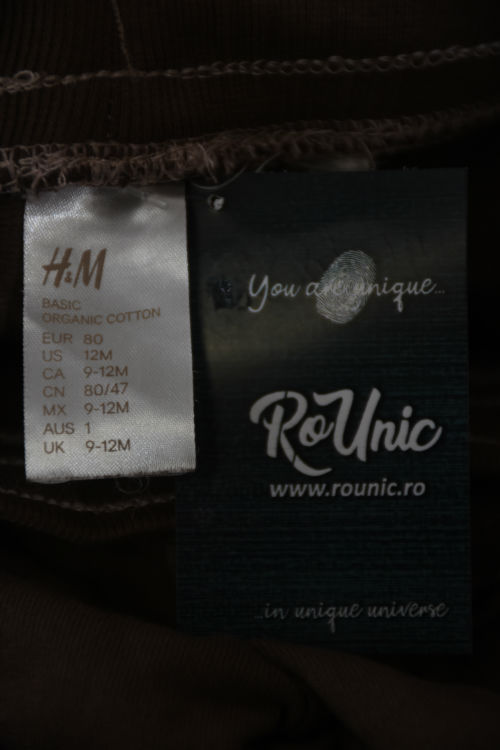 H&M
BASIC
ORGANIC COTTON
EUR 80
US 12M
CA 9-12M
CN 80/47
MX 9-12M
AUS 1
UK 9-12M
You are unique...
RoUnic
www.rounic.ro
...in unique universe